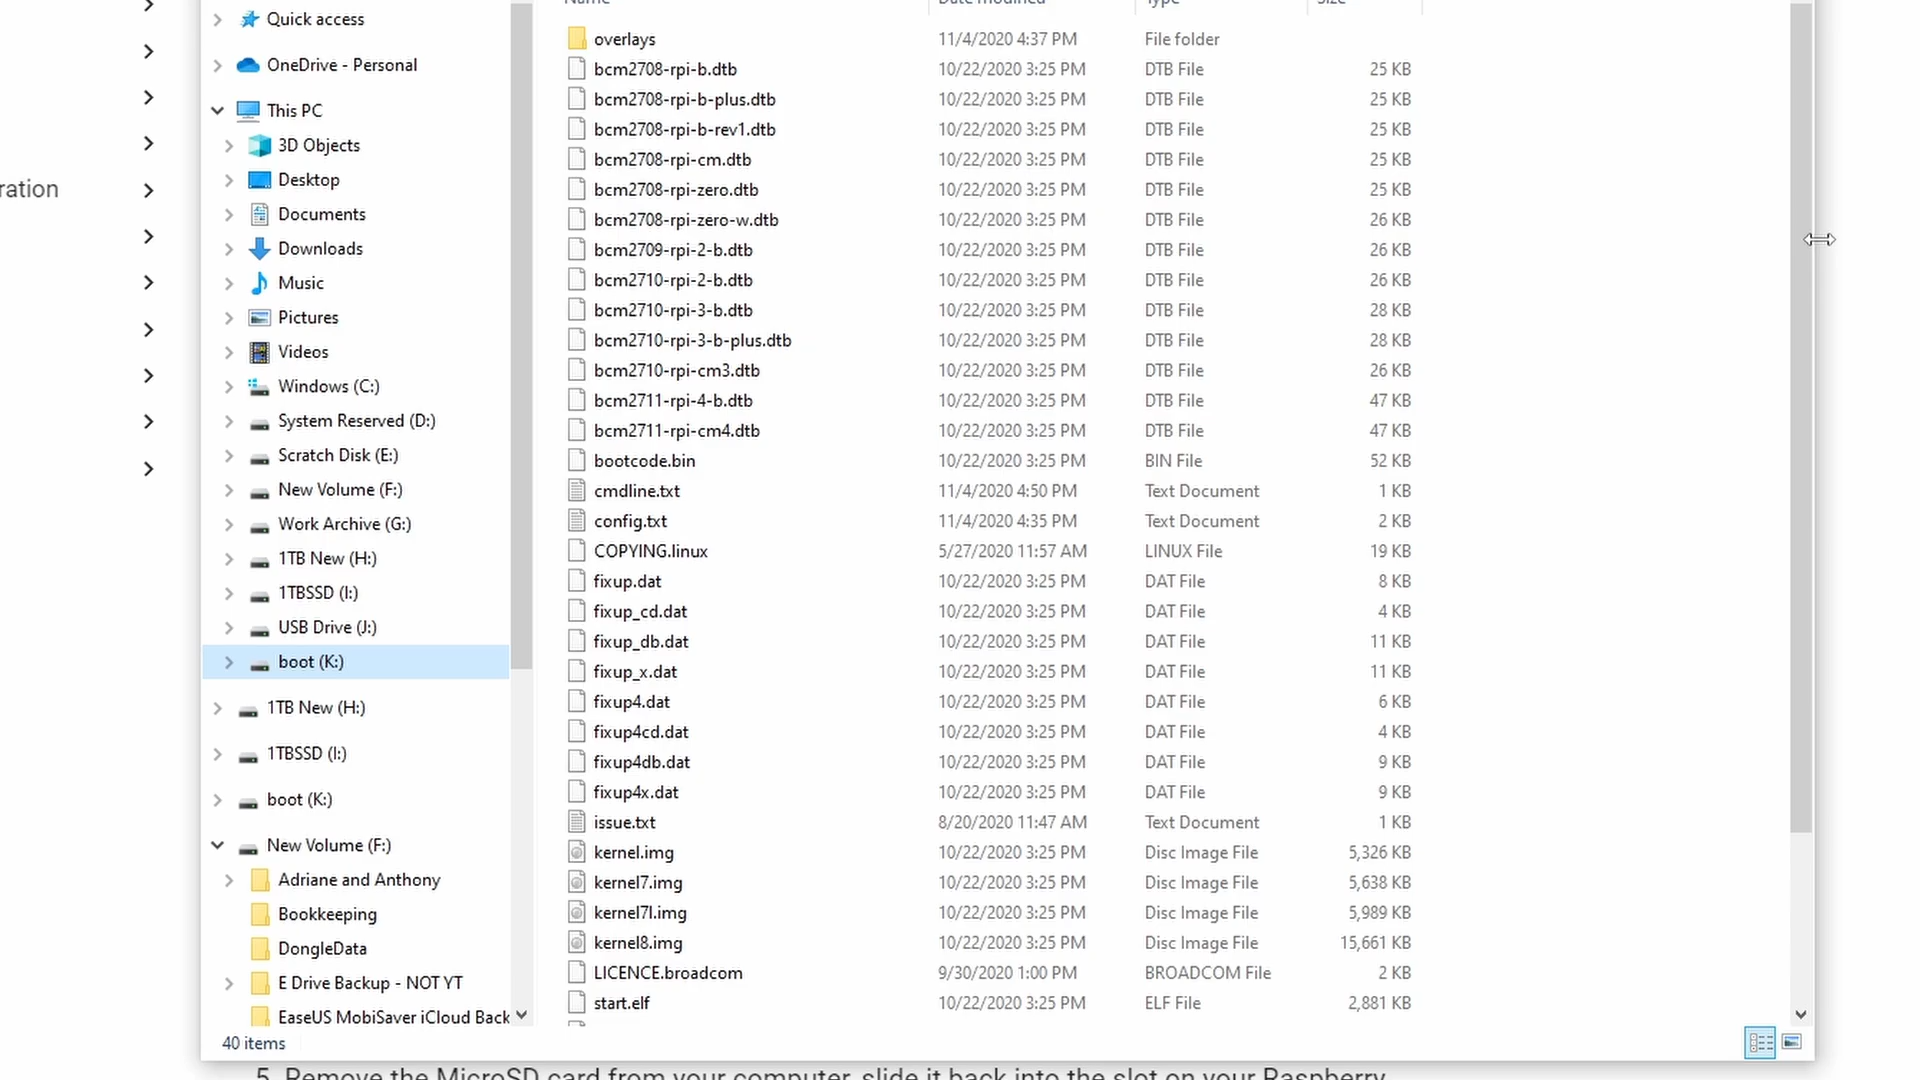 Name Date modified Type Size
Quick access
OneDrive - Personal
This PC
3D Objects
Desktop
ration
Documents
Downloads
Music
Pictures
Videos
Windows (C:)
System Reserved (D:)
Scratch Disk (E:)
New Volume (F:)
Work Archive (G:)
1TB New (H:)
1TBSSD (I:)
USB Drive (J:)
boot (K:)
1TB New (H:)
1TBSSD (I:)
boot (K:)
New Volume (F:)
Adriane and Anthony
Bookkeeping
DongleData
E Drive Backup - NOT YT
EaseUS MobiSaver iCloud Back
overlays 11/4/2020 4:37 PM File folder
bcm2708-rpi-b.dtb 10/22/2020 3:25 PM DTB File 25 KB
bcm2708-rpi-b-plus.dtb 10/22/2020 3:25 PM DTB File 25 KB
bcm2708-rpi-b-rev1.dtb 10/22/2020 3:25 PM DTB File 25 KB
bcm2708-rpi-cm.dtb 10/22/2020 3:25 PM DTB File 25 KB
bcm2708-rpi-zero.dtb 10/22/2020 3:25 PM DTB File 25 KB
bcm2708-rpi-zero-w.dtb 10/22/2020 3:25 PM DTB File 26 KB
bcm2709-rpi-2-b.dtb 10/22/2020 3:25 PM DTB File 26 KB
bcm2710-rpi-2-b.dtb 10/22/2020 3:25 PM DTB File 26 KB
bcm2710-rpi-3-b.dtb 10/22/2020 3:25 PM DTB File 28 KB
bcm2710-rpi-3-b-plus.dtb 10/22/2020 3:25 PM DTB File 28 KB
bcm2710-rpi-cm3.dtb 10/22/2020 3:25 PM DTB File 26 KB
bcm2711-rpi-4-b.dtb 10/22/2020 3:25 PM DTB File 47 KB
bcm2711-rpi-cm4.dtb 10/22/2020 3:25 PM DTB File 47 KB
bootcode.bin 10/22/2020 3:25 PM BIN File 52 KB
cmdline.txt 11/4/2020 4:50 PM Text Document 1 KB
config.txt 11/4/2020 4:35 PM Text Document 2 KB
COPYING.linux 5/27/2020 11:57 AM LINUX File 19 KB
fixup.dat 10/22/2020 3:25 PM DAT File 8 KB
fixup_cd.dat 10/22/2020 3:25 PM DAT File 4 KB
fixup_db.dat 10/22/2020 3:25 PM DAT File 11 KB
fixup_x.dat 10/22/2020 3:25 PM DAT File 11 KB
fixup4.dat 10/22/2020 3:25 PM DAT File 6 KB
fixup4cd.dat 10/22/2020 3:25 PM DAT File 4 KB
fixup4db.dat 10/22/2020 3:25 PM DAT File 9 KB
fixup4x.dat 10/22/2020 3:25 PM DAT File 9 KB
issue.txt 8/20/2020 11:47 AM Text Document 1 KB
kernel.img 10/22/2020 3:25 PM Disc Image File 5,326 KB
kernel7.img 10/22/2020 3:25 PM Disc Image File 5,638 KB
kernel7l.img 10/22/2020 3:25 PM Disc Image File 5,989 KB
kernel8.img 10/22/2020 3:25 PM Disc Image File 15,661 KB
LICENCE.broadcom 9/30/2020 1:00 PM BROADCOM File 2 KB
start.elf 10/22/2020 3:25 PM ELF File 2,881 KB
40 items
5. Remove the MicroSD card from your computer, slide it back into the slot on your Raspberry